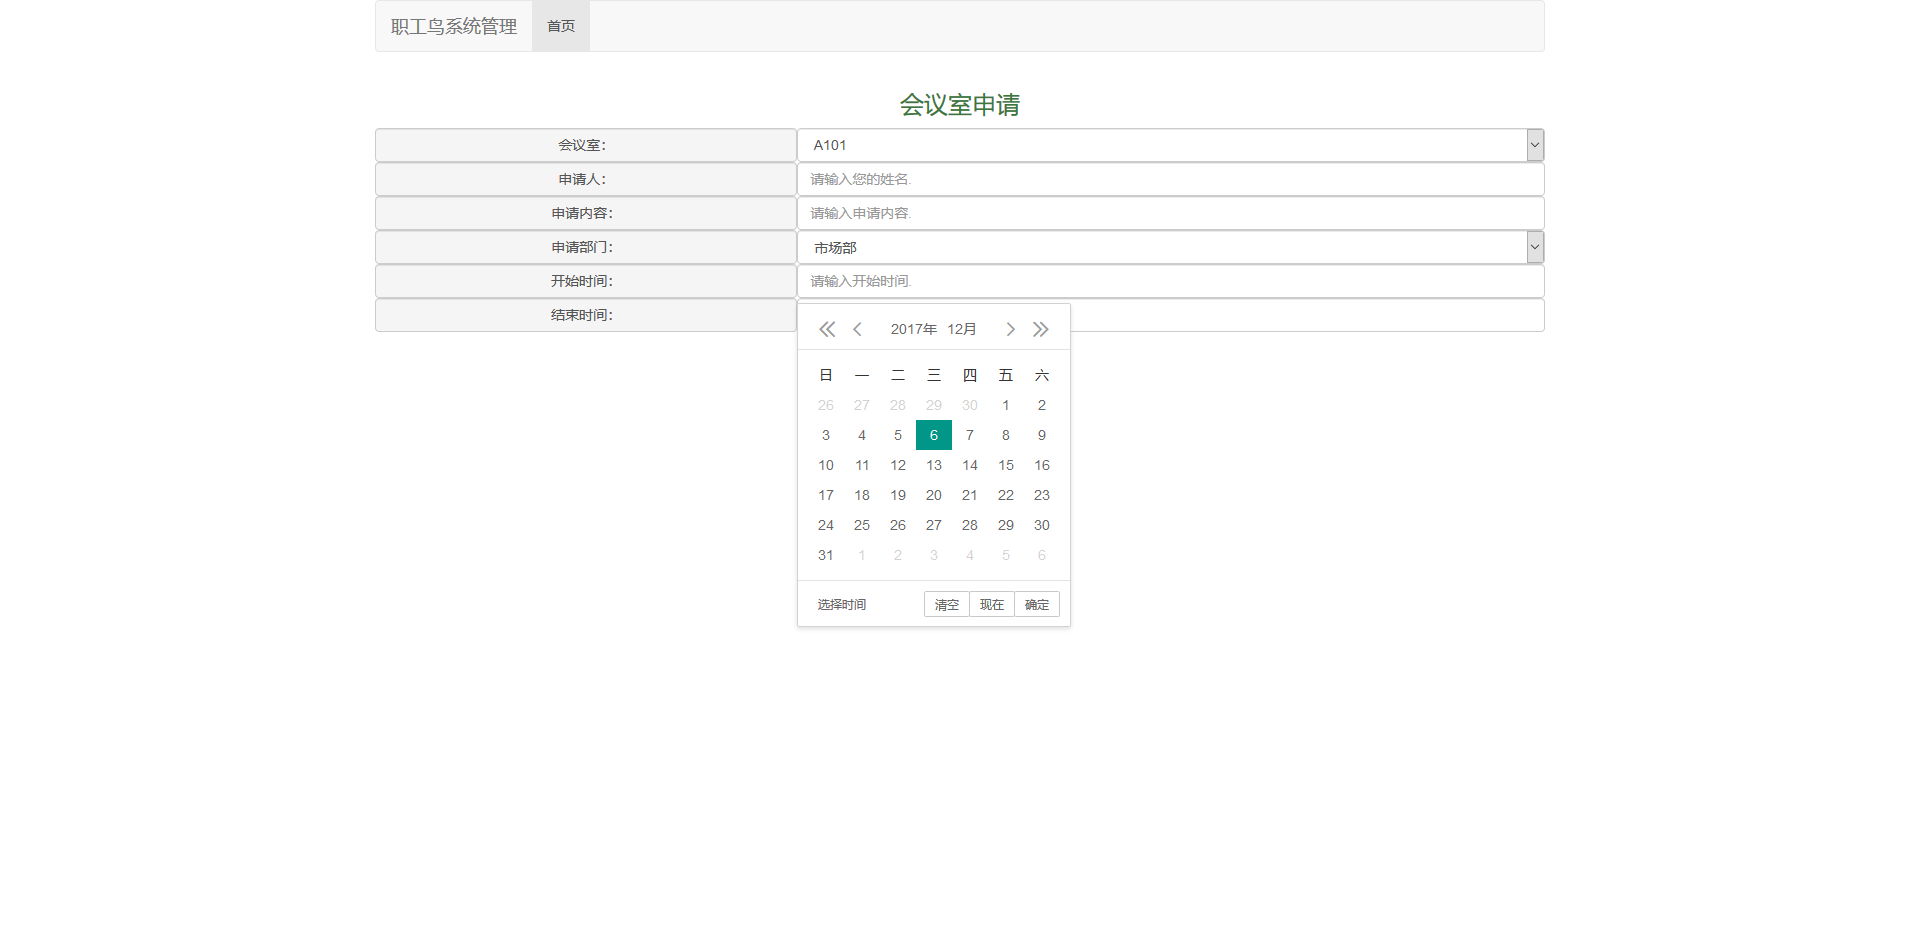 职工鸟系统管理 首页
会议室申请
会议室： A101
申请人： 请输入您的姓名.
申请内容： 请输入申请内容.
申请部门： 市场部
开始时间： 请输入开始时间.
结束时间：
2017年 12月
日 一 二 三 四 五 六
26 27 28 29 30 1 2
3 4 5 6 7 8 9
10 11 12 13 14 15 16
17 18 19 20 21 22 23
24 25 26 27 28 29 30
31 1 2 3 4 5 6
选择时间 清空 现在 确定